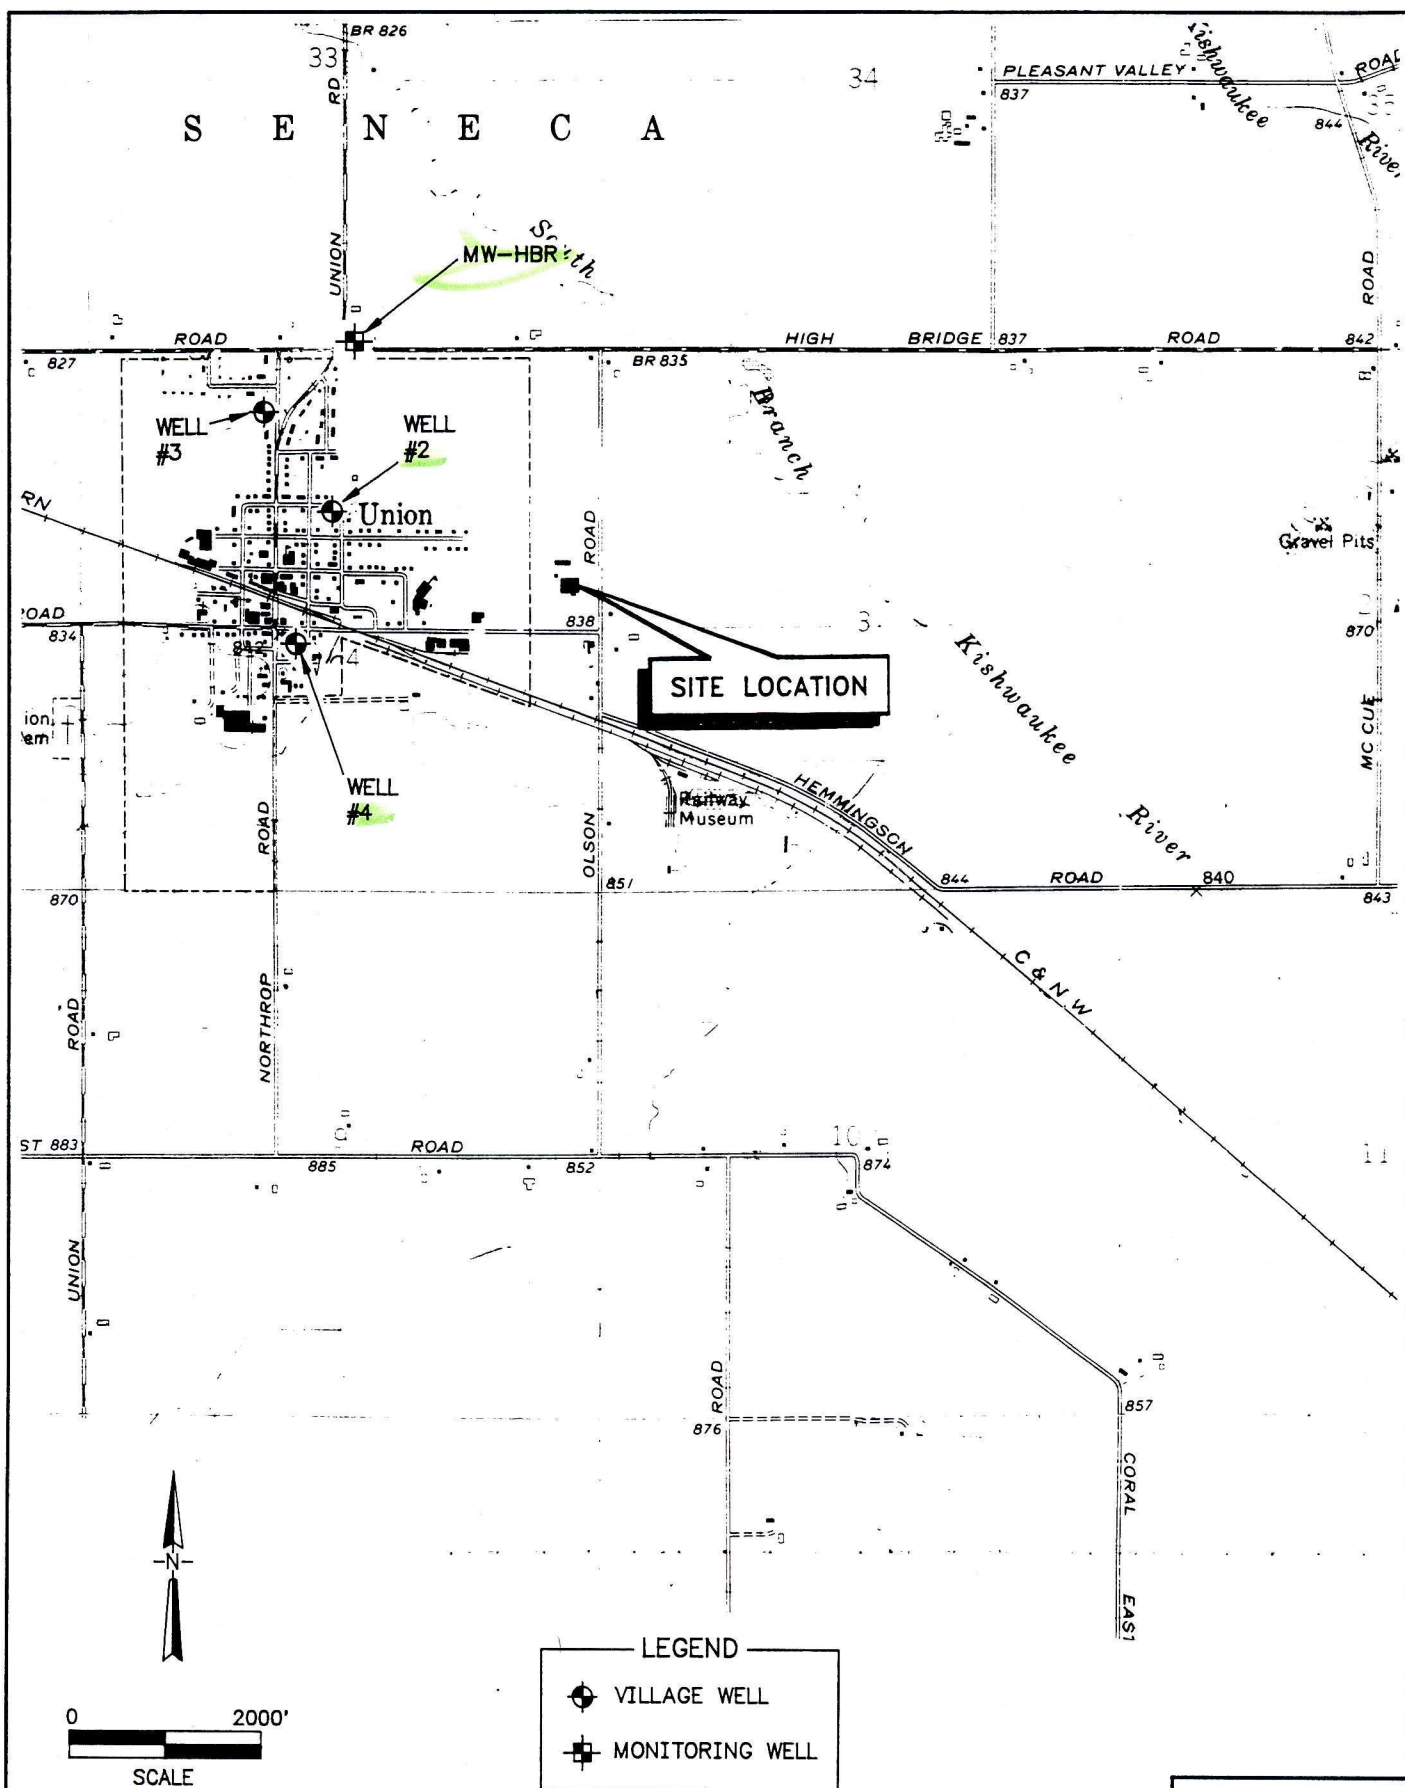 BR 826
33
34
PLEASANT VALLEY
ROAD
837
Kishwaukee
844
River
RD
S E N E C A
UNION
South
MW-HBR
ROAD
ROAD
HIGH BRIDGE
837
ROAD
842
827
BR 835
Branch
WELL
#3
WELL
#2
Union
RN
ROAD
Gravel Pits
ROAD
834
838
3
870
842
4
SITE LOCATION
Kishwaukee
MC CUE
WELL
#4
ROAD
OLSON
Railway
Museum
HEMMINGSON
River
870
851
844
ROAD
840
843
C & N W
ROAD
NORTHROP
ST 883
ROAD
10
11
885
852
874
UNION
ROAD
876
857
CORAL
EAST
N
LEGEND
VILLAGE WELL
MONITORING WELL
0 2000'
SCALE